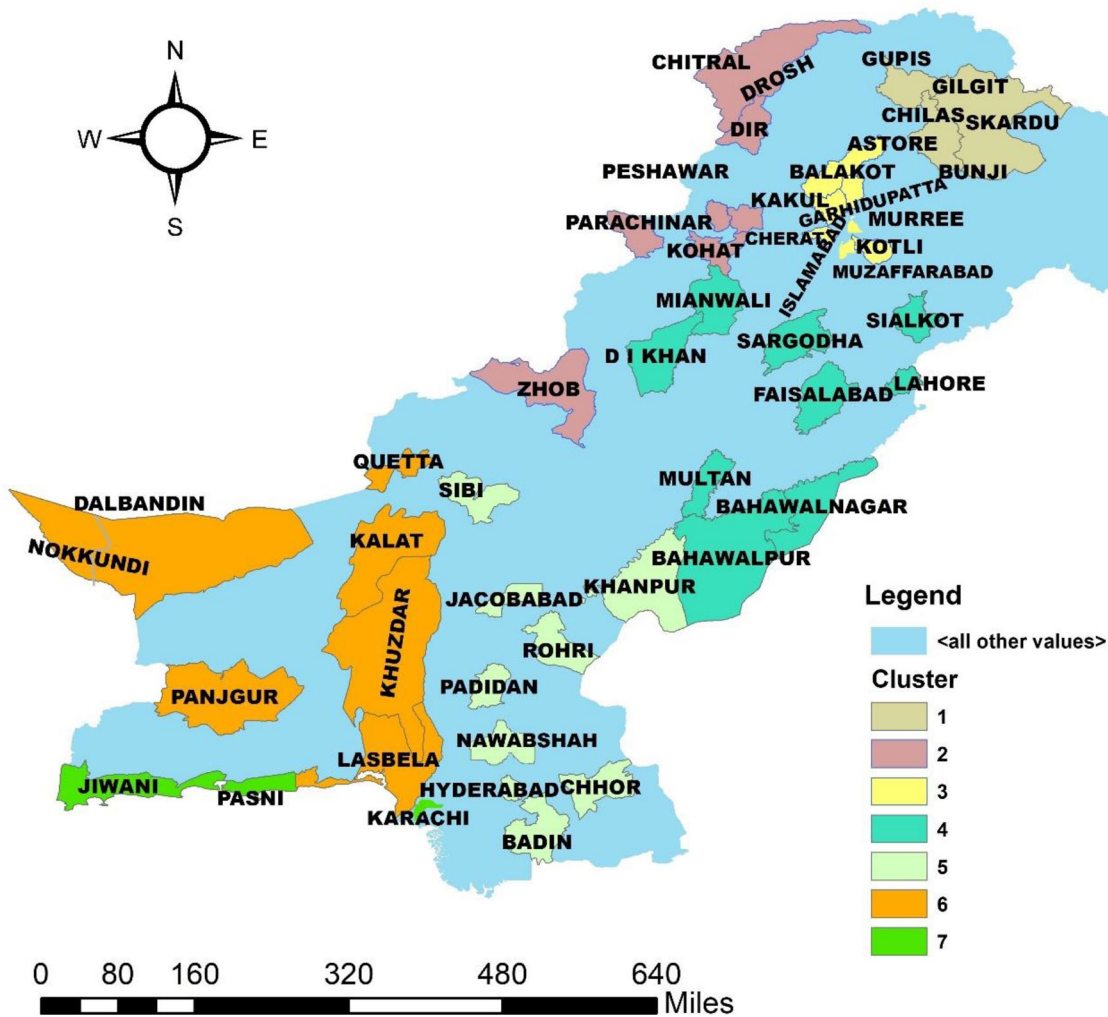 N
W E
S
CHITRAL
DROSH
DIR
GUPIS
GILGIT
CHILAS
SKARDU
ASTORE
BUNJI
PESHAWAR
BALAKOT
KAKUL
GARHIDUPATTA
PARACHINAR
MURREE
CHERAT
KOHAT
KOTLI
ISLAMABAD
MUZAFFARABAD
MIANWALI
SIALKOT
SARGODHA
D I KHAN
ZHOB
LAHORE
FAISALABAD
QUETTA
SIBI
MULTAN
DALBANDIN
BAHAWALNAGAR
NOKKUNDI
KALAT
BAHAWALPUR
KHANPUR
JACOBABAD
KHUZDAR
ROHRI
PADIDAN
PANJGUR
NAWABSHAH
LASBELA
JIWANI
PASNI
HYDERABAD
CHHOR
KARACHI
BADIN
Legend
<all other values>
Cluster
1
2
3
4
5
6
7
0 80 160 320 480 640
Miles